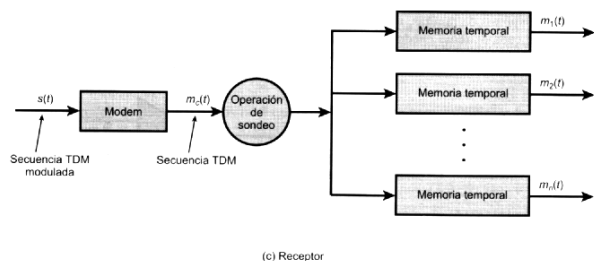 Memoria temporal
m1(t)
s(t)
Modem
mc(t)
Operación
de
sondeo
Memoria temporal
m2(t)
Secuencia TDM
modulada
Secuencia TDM
Memoria temporal
mn(t)
(c) Receptor